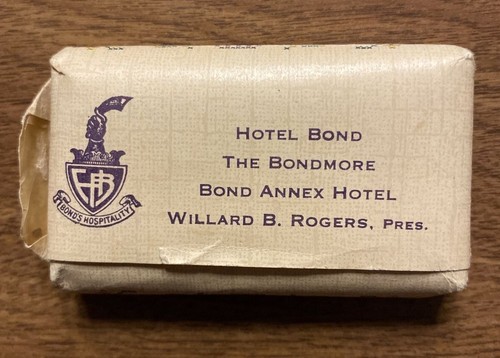 HOTEL BOND
THE BONDMORE
BOND ANNEX HOTEL
WILLARD B. ROGERS, PRES.
BOND'S HOSPITALITY